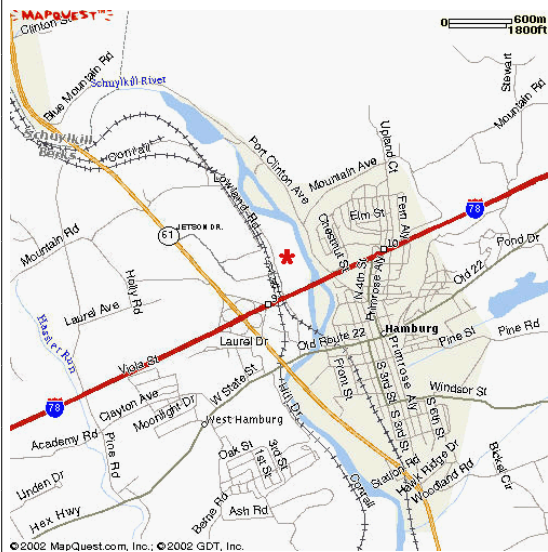 MAPQUEST
0 600m
1800ft
Clinton St
Blue Mountain Rd
Schuylkill River
Stewart
Mountain Rd
Schuylkill
Berks
Conrail
Port Clinton Ave
Upland Ct
Mountain Ave
Lowland Rd
Fern Aly
Elm St
78
61
JETSON DR.
Chestnut St
10
Pond Dr
Mountain Rd
N 4th St
Primrose Aly
Old 22
Holly Rd
9
Laurel Ave
Hamburg
Hassler Run
Laurel Dr
Old Route 22
Pine St
Pine Rd
Viola St
Primrose Aly
W State St
Front St
S 3rd St
Windsor St
78
Clayton Ave
Moonlight Dr
Hill Dr
S 3rd St
S 6th St
West Hamburg
Academy Rd
Pine Rd
Oak St
3rd St
1st St
Station Rd
Hawk Ridge Dr
Woodland Rd
Bickel Cir
Linden Dr
Conrail
Berne Rd
Ash Rd
Hex Hwy
©2002 MapQuest.com, Inc.; ©2002 GDT, Inc.